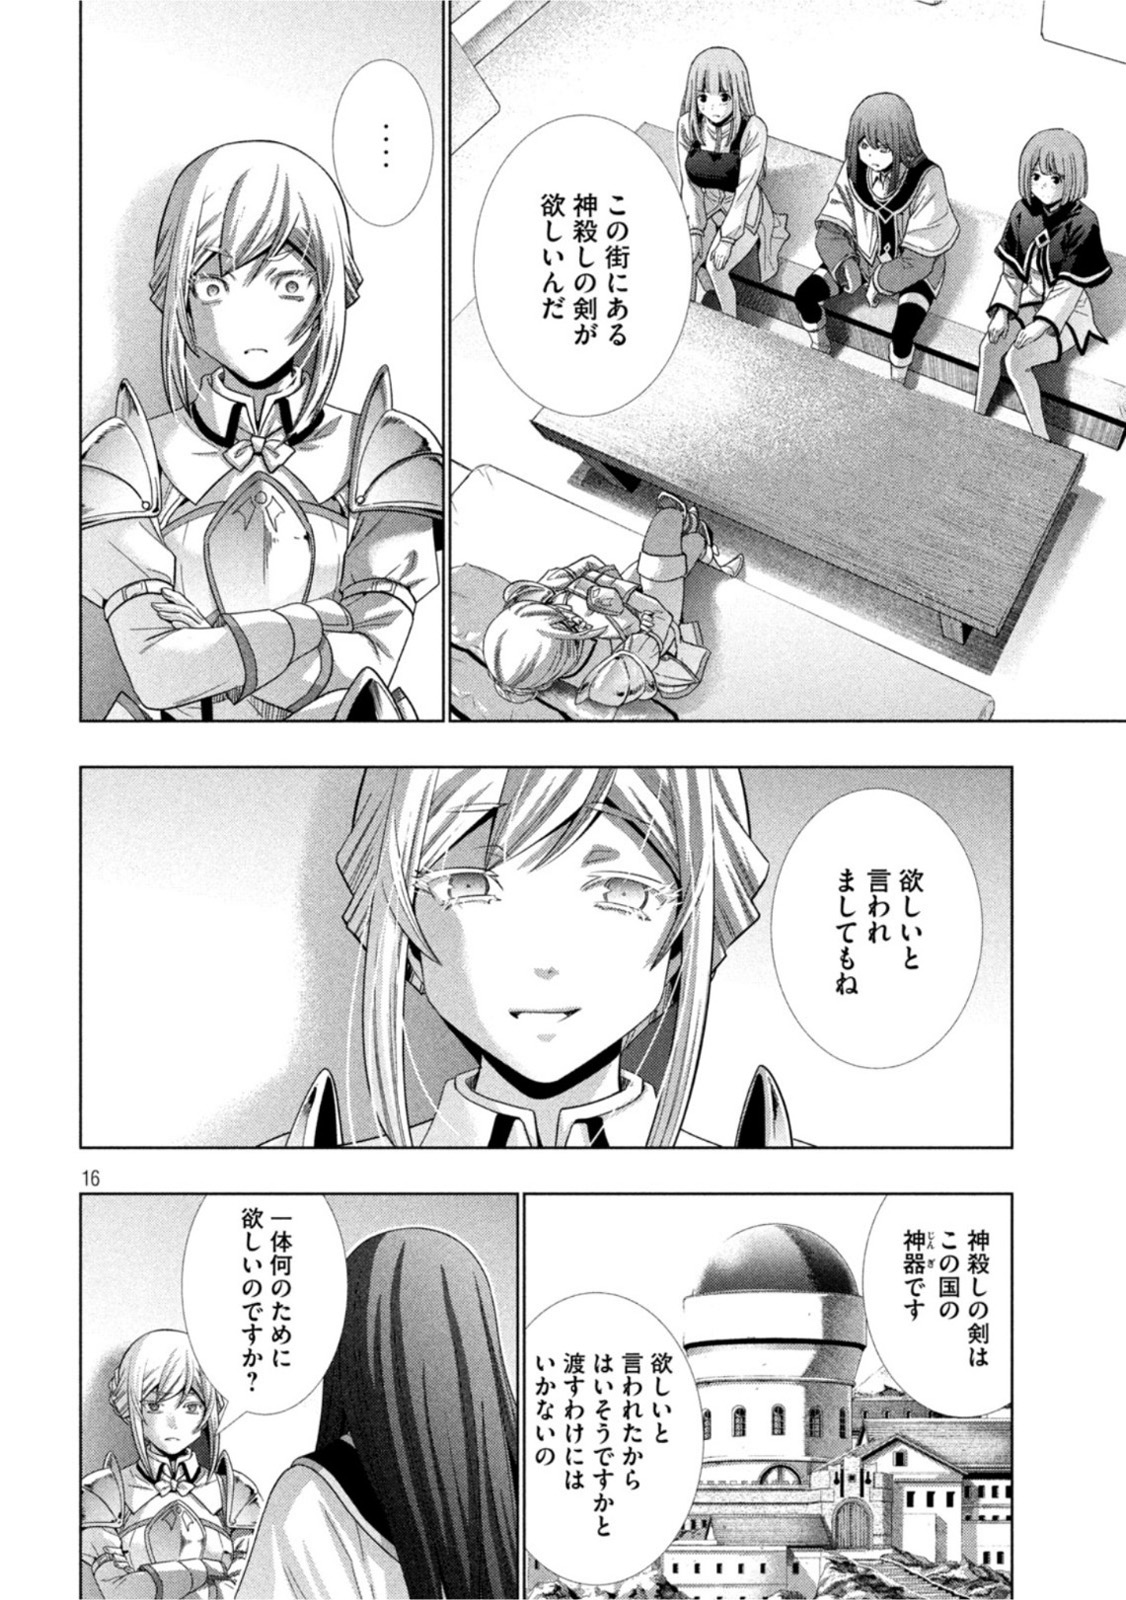 この街にある
神殺しの剣が
欲しいんだ
・・・・
欲しいと
言われ
ましてもね
神殺しの剣は
この国の
神器です
じんぎ
欲しいと
言われたから
はいそうですかと
渡すわけには
いかないの
一体何のために
欲しいのですか?
16